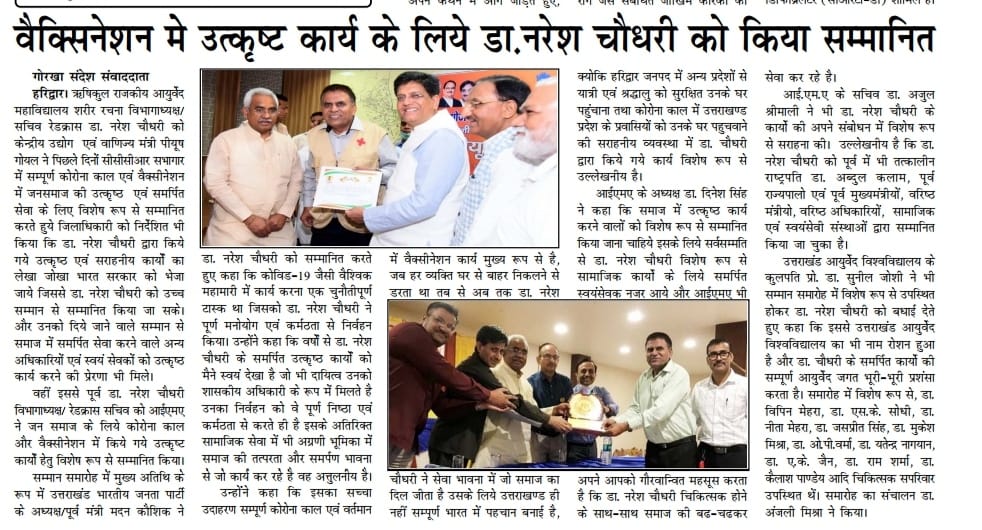 अपने कथन में आगे जोड़ते हुए,
वैक्सिनेशन मे उत्कृष्ट कार्य के लिये डा.नरेश चौधरी को किया सम्मानित
गोरखा संदेश संवाददाता
हरिद्वार। ऋषिकुल राजकीय आयुर्वेद
महाविद्यालय शरीर रचना विभागाध्यक्ष/
सचिव रेडक्रास डा. नरेश चौधरी को
केन्द्रीय उद्योग एवं वाणिज्य मंत्री पीयूष
गोयल ने पिछले दिनों सीसीसीआर सभागार
में सम्पूर्ण कोरोना काल एवं वैक्सीनेशन
में जनसमाज की उत्कृष्ठ एवं समर्पित
सेवा के लिए विशेष रूप से सम्मानित
करते हुये जिलाधिकारी को निर्देशित भी
किया कि डा. नरेश चौधरी द्वारा किये
गये उत्कृष्ठ एवं सराहनीय कार्यों का
लेखा जोखा भारत सरकार को भेजा
जाये जिससे डा. नरेश चौधरी को उच्च
सम्मान से सम्मानित किया जा सके।
और उनको दिये जाने वाले सम्मान से
समाज में समर्पित सेवा करने वाले अन्य
अधिकारियों एवं स्वयं सेवकों को उत्कृष्ठ
कार्य करने की प्रेरणा भी मिले।
वहीं इससे पूर्व डा. नरेश चौधरी
विभागाध्यक्ष/ रेडक्रास सचिव को आईएमए
ने जन समाज के लिये कोरोना काल
और वैक्सीनेशन में किये गये उत्कृष्ट
कार्यों हेतु विशेष रूप से सम्मानित किया।
सम्मान समारोह में मुख्य अतिथि के
रूप में उत्तराखंड भारतीय जनता पार्टी
के अध्यक्ष/पूर्व मंत्री मदन कौशिक ने
डा. नरेश चौधरी को सम्मानित करते
हुए कहा कि कोविड-19 जैसी वैश्विक
महामारी में कार्य करना एक चुनौतीपूर्ण
टास्क था जिसको डा. नरेश चौधरी ने
पूर्ण मनोयोग एवं कर्मठता से निर्वहन
किया। उन्होंने कहा कि वर्षों से डा. नरेश
चौधरी के समर्पित उत्कृष्ठ कार्यों को
मैने स्वयं देखा है जो भी दायित्व उनको
शासकीय अधिकारी के रूप में मिलते है
उनका निर्वहन को वे पूर्ण निष्ठा एवं
कर्मठता से करते ही है इसके अतिरिक्त
सामाजिक सेवा में भी अग्रणी भूमिका में
समाज की तत्परता और समर्पण भावना
से जो कार्य कर रहे है वह अत्तुलनीय है।
उन्होंने कहा कि इसका सच्चा
उदाहरण सम्पूर्ण कोरोना काल एवं वर्तमान
में वैक्सीनेशन कार्य मुख्य रूप से है,
जब हर व्यक्ति घर से बाहर निकलने से
डरता था तब से अब तक डा. नरेश
चौधरी ने सेवा भावना में जो समाज का
दिल जीता है उसके लिये उत्तराखण्ड ही
नहीं सम्पूर्ण भारत में पहचान बनाई है,
क्योकि हरिद्वार जनपद में अन्य प्रदेशों से
यात्री एवं श्रद्धालु को सुरक्षित उनके घर
पहुंचाना तथा कोरोना काल में उत्तराखण्ड
प्रदेश के प्रवासियों को उनके घर पहुचवाने
की सराहनीय व्यवस्था में डा. चौधरी
द्वारा किये गये कार्य विशेष रूप से
उल्लेखनीय है।
आईएमए के अध्यक्ष डा. दिनेश सिंह
ने कहा कि समाज में उत्कृष्ठ कार्य
करने वालों को विशेष रूप से सम्मानित
किया जाना चाहिये इसके लिये सर्वसम्मति
से डा. नरेश चौधरी विशेष रूप से
सामाजिक कार्यों के लिये समर्पित
स्वयंसेवक नजर आये और आईएमए भी
अपने आपको गौरवान्वित महसूस करता
है कि डा. नरेश चौधरी चिकित्सक होने
के साथ-साथ समाज की बढ-चढकर
सेवा कर रहे है।
आई.एम.ए के सचिव डा. अजुल
श्रीमाली ने भी डा. नरेश चौधरी के
कार्यो की अपने संबोधन में विशेष रूप
से सराहना की। उल्लेखनीय है कि डा.
नरेश चौधरी को पूर्व में भी तत्कालीन
राष्ट्रपति डा. अब्दुल कलाम, पूर्व
राज्यपालो एवं पूर्व मुख्यमंत्रीयों, वरिष्ठ
मंत्रीयो, वरिष्ठ अधिकारियों, सामाजिक
एवं स्वयंसेवी संस्थाओं द्वारा सम्मानित
किया जा चुका है।
उत्तराखंड आयुर्वेद विश्वविद्यालय के
कुलपति प्रो. डा. सुनील जोशी ने भी
सम्मान समारोह में विशेष रूप से उपस्थित
होकर डा. नरेश चौधरी को बधाई देते
हुए कहा कि इससे उत्तराखंड आयुर्वेद
विश्वविद्यालय का भी नाम रोशन हुआ
है और डा. चौधरी के समर्पित कार्यों की
सम्पूर्ण आयुर्वेद जगत भूरी-भूरी प्रशंसा
करता है। समारोह में विशेष रूप से, डा.
विपिन मेहरा, डा. एस.के. सोधी, डा.
नीता मेहरा, डा. जसप्रीत सिंह, डा. मुकेश
मिश्रा, डा. ओ.पी.वर्मा, डा. यतेन्द्र नागयान,
डा. ए.के. जैन, डा. राम शर्मा, डा.
कैलाश पाण्डेय आदि चिकित्सक सपरिवार
उपस्थित थें। समारोह का संचालन डा.
अंजली मिश्रा ने किया।